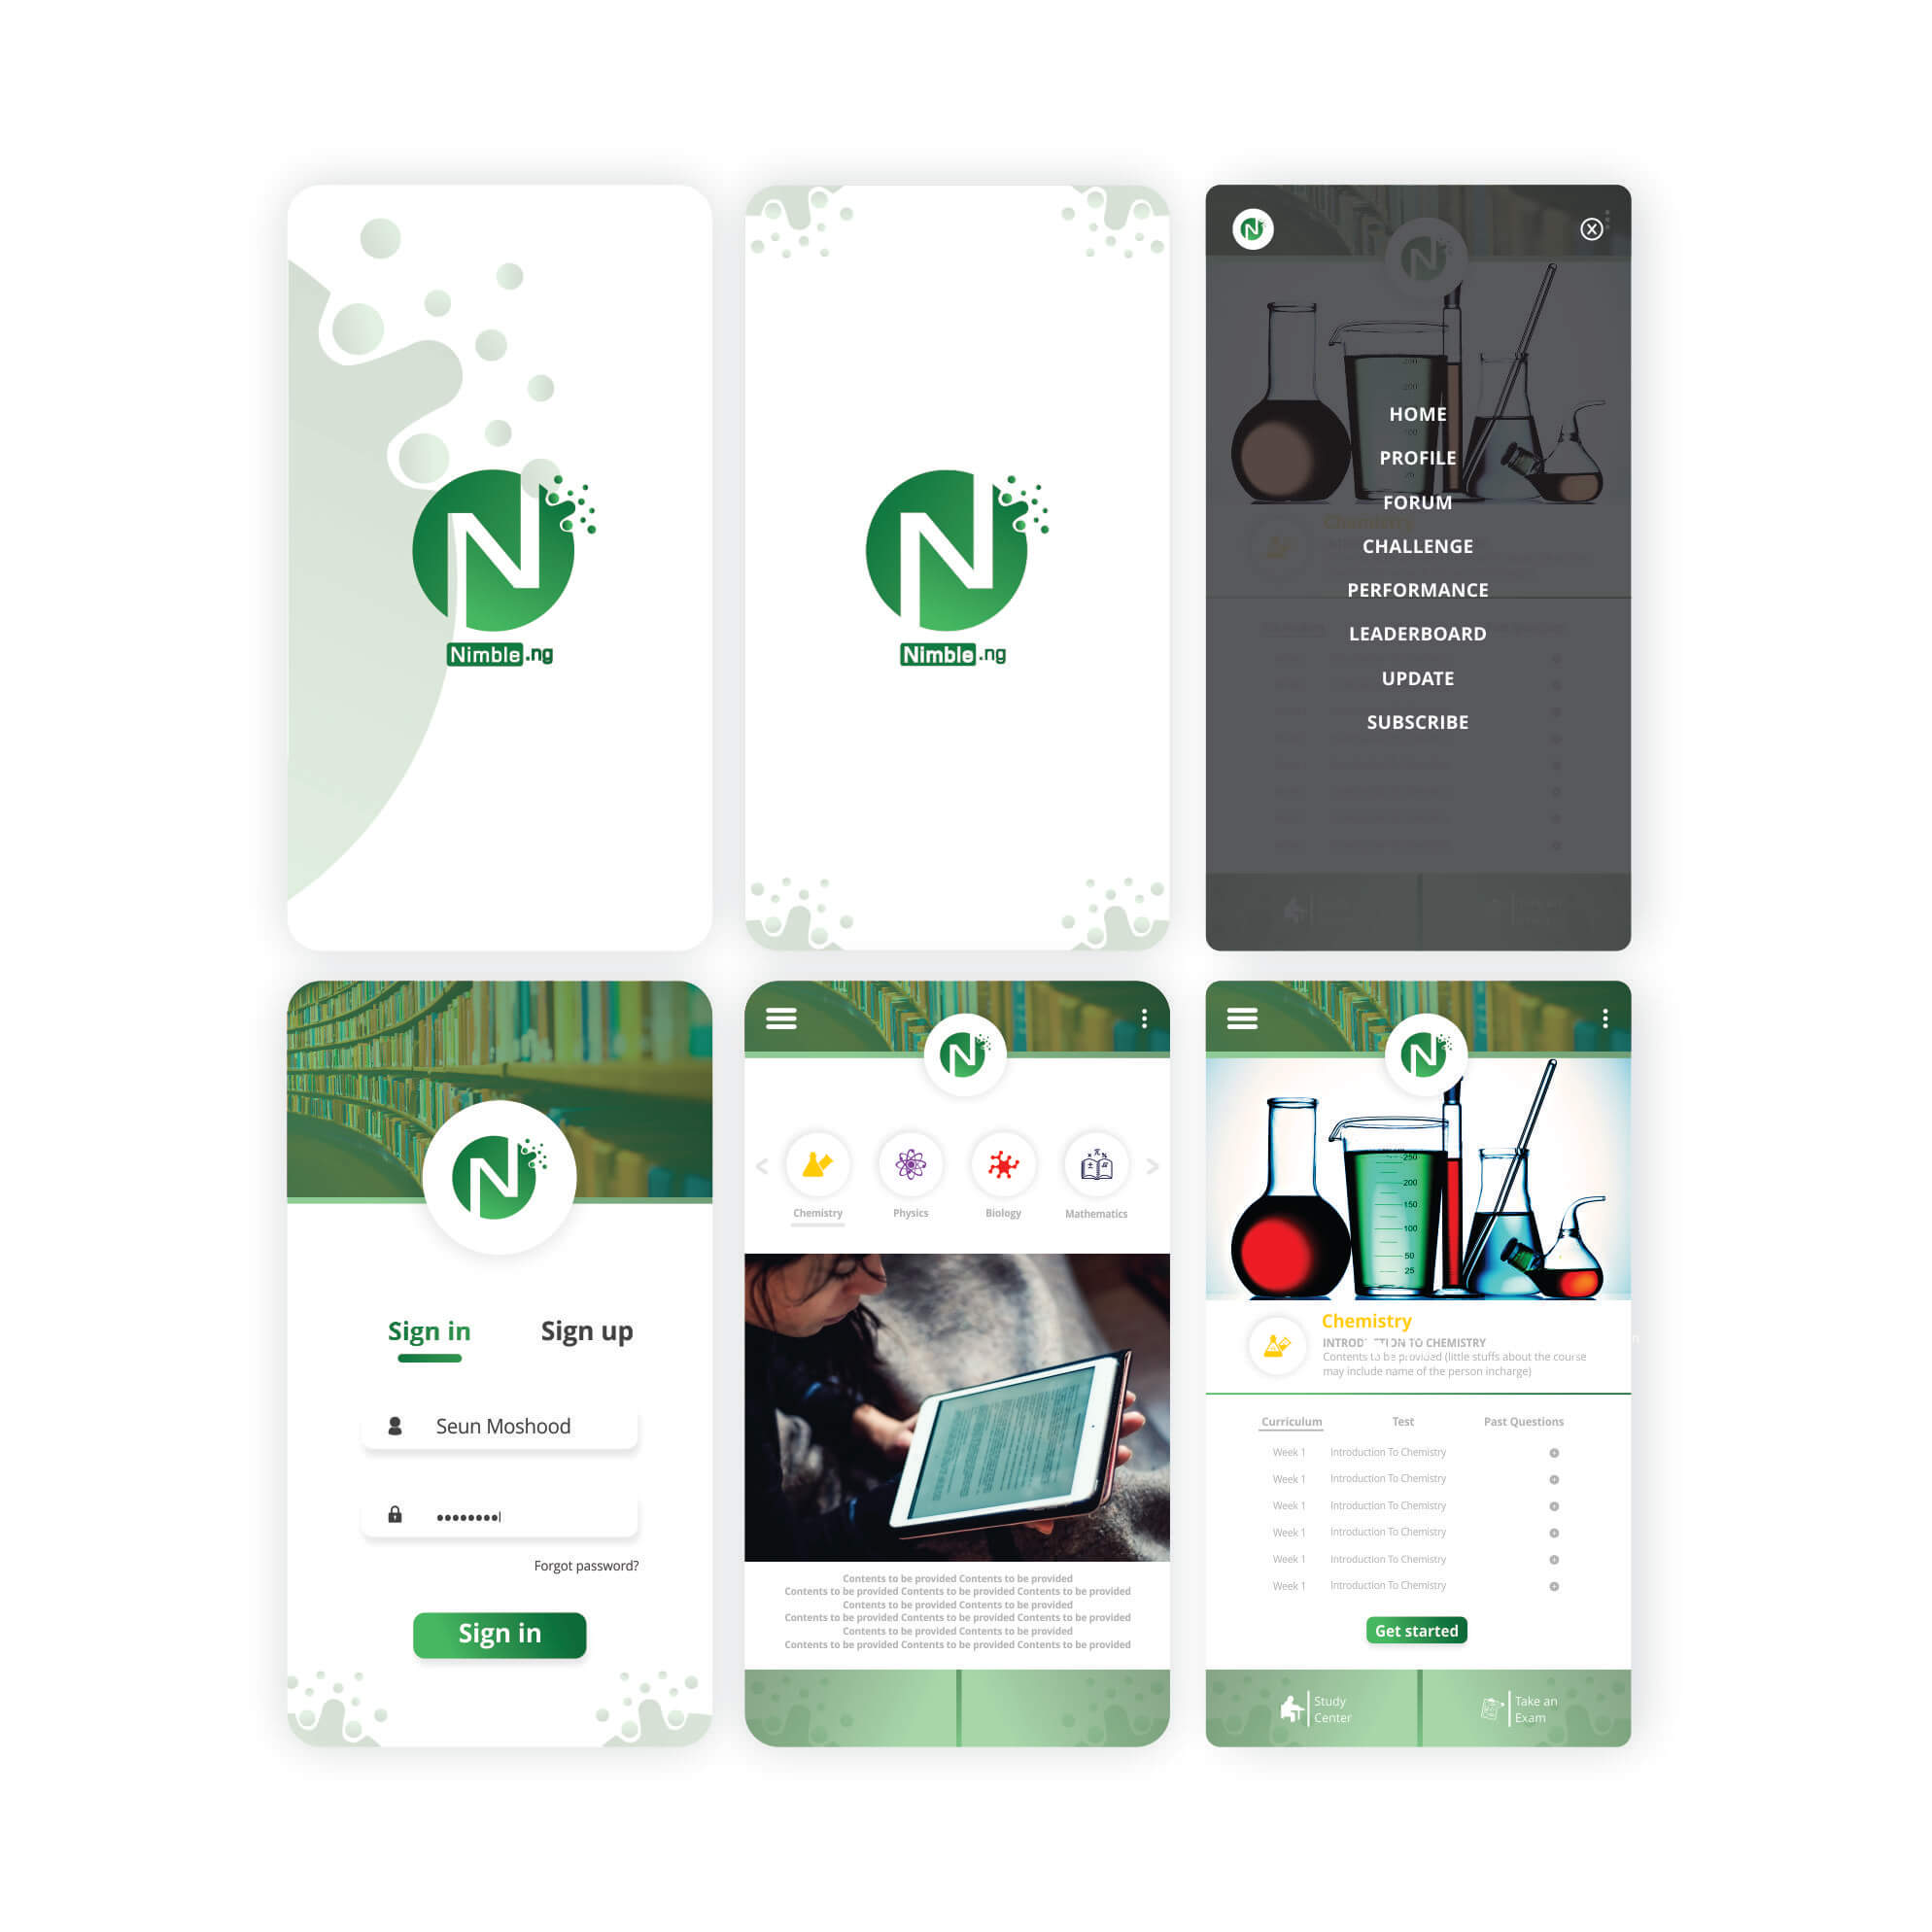 N
Nimble.ng
N
Nimble.ng
N
N
HOME
PROFILE
FORUM
CHALLENGE
PERFORMANCE
LEADERBOARD
UPDATE
SUBSCRIBE
N
Sign in Sign up
Seun Moshood
Forgot password?
Sign in
N
Chemistry Physics Biology Mathematics
Contents to be provided Contents to be provided
Contents to be provided Contents to be provided Contents to be provided
Contents to be provided Contents to be provided
Contents to be provided Contents to be provided Contents to be provided
Contents to be provided Contents to be provided
Contents to be provided Contents to be provided Contents to be provided
N
250
200
150
100
50
25
Chemistry
INTRODUCTION TO CHEMISTRY
Contents to be provided (little stuffs about the course
may include name of the person incharge)
Curriculum Test Past Questions
Week 1 Introduction To Chemistry
Week 1 Introduction To Chemistry
Week 1 Introduction To Chemistry
Week 1 Introduction To Chemistry
Week 1 Introduction To Chemistry
Week 1 Introduction To Chemistry
Get started
Study
Center
Take an
Exam